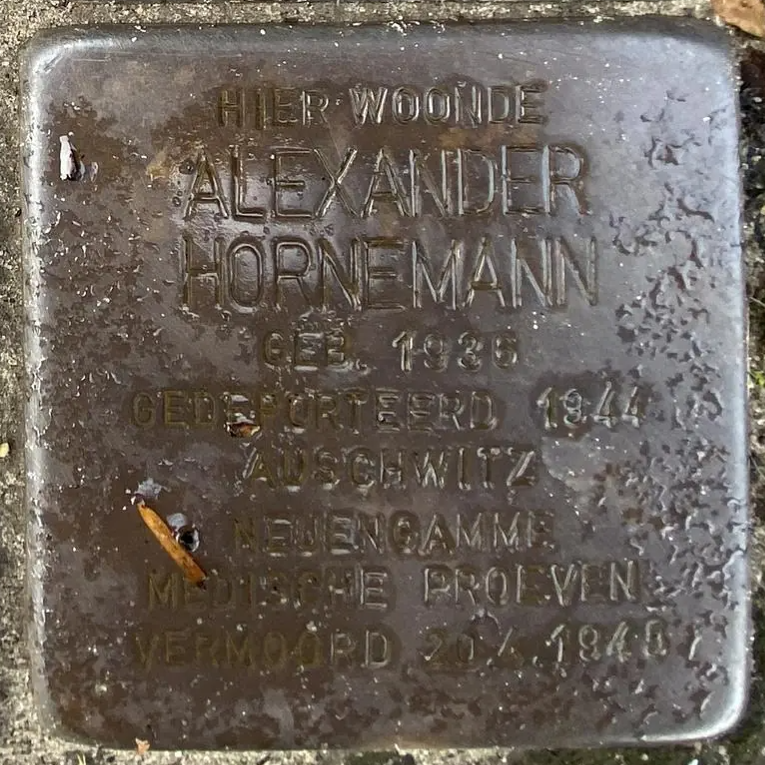 HIER WOONDE
ALEXANDER
HORNEMANN
GEB. 1936
GEDEPORTEERD 1944
AUSCHWITZ
NEUENGAMME
MEDISCHE PROEVEN
VERMOORD 20.4.1945